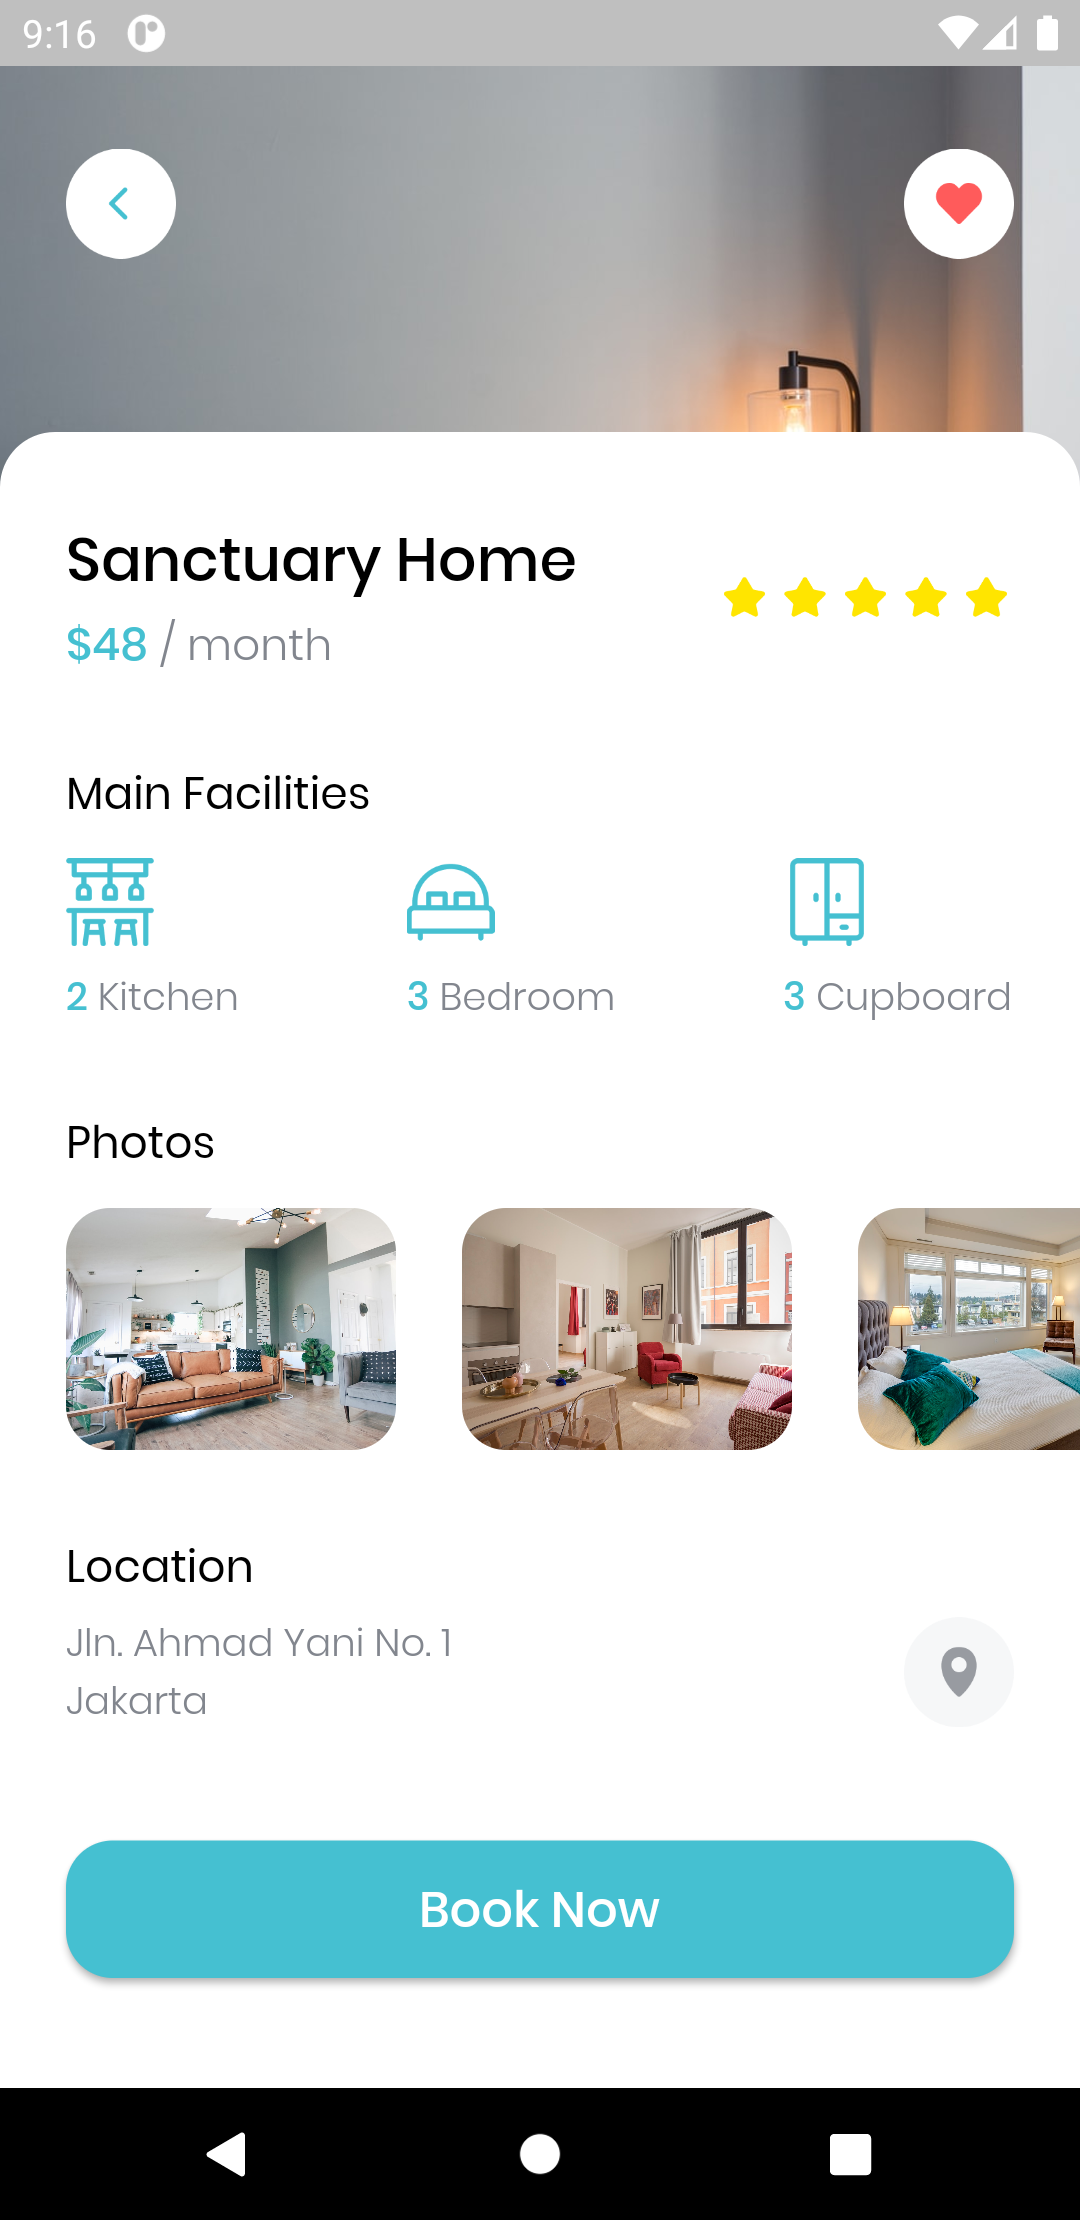 9:16
Sanctuary Home
$48 / month
Main Facilities
2 Kitchen
3 Bedroom
3 Cupboard
Photos
Location
Jln. Ahmad Yani No. 1
Jakarta
Book Now